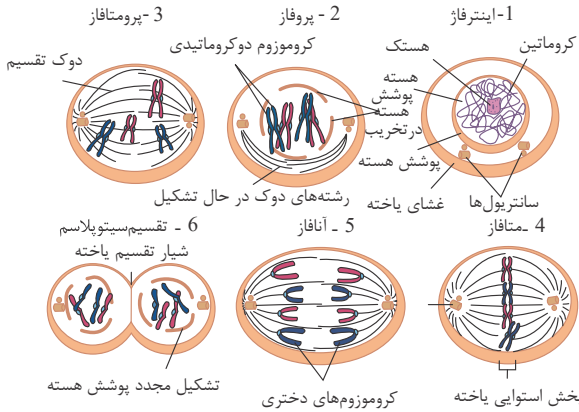 1-اینترفاژ
کروماتین
هستک
هسته
پوشش هسته
سانتریول‌ها
غشای یاخته
2- پروفاز
کروموزوم دوکروماتیدی
پوشش
هسته
درتخریب
رشته‌های دوک در حال تشکیل
3-پرومتافاز
دوک تقسیم
4 ـمتافاز
بخش استوایی یاخته
5 ـ آنافاز
کروموزوم‌های دختری
6 ـ تقسیم‌سیتوپلاسم
شیار تقسیم یاخته
تشکیل مجدد پوشش هسته